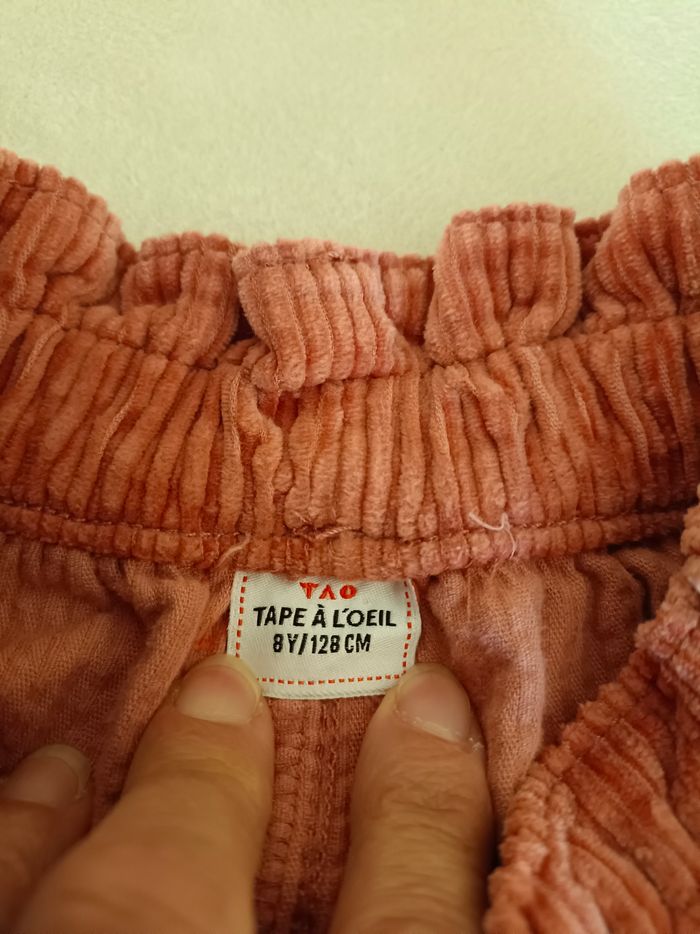 TAO
TAPE À L'OEIL
8Y/128CM